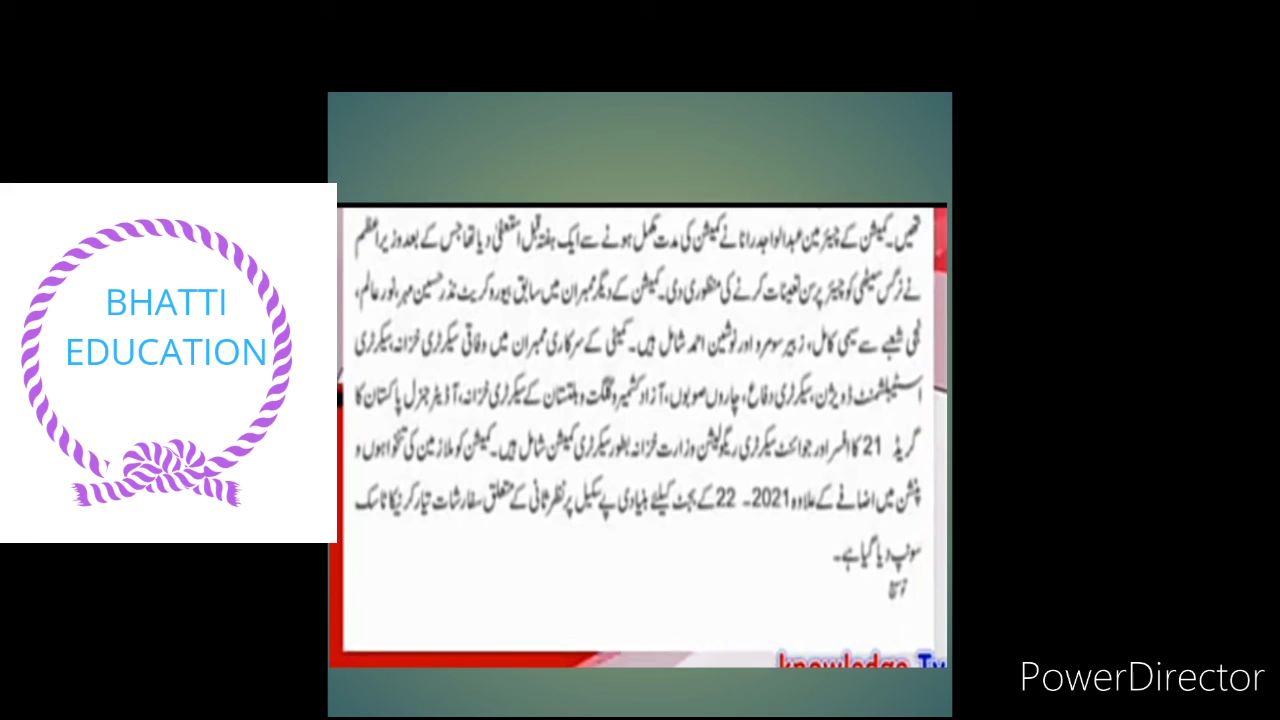 BHATTI
EDUCATION
تھیں۔ کمیشن کے چیئرمین عبدالواجد رانا نے کمیشن کی مدت مکمل ہونے سے ایک ہفتہ قبل استعفیٰ دیا تھا جس کے بعد وزیراعظم
نے نرگس سیٹھی کو چیئرپرسن تعینات کرنے کی منظوری دی۔ کمیشن کے دیگر ممبران میں سابق بیوروکریٹ نذر حسین مہر، نور عالم،
نجی شعبے سے سیمی کامل، زبیر سومرو اور نوشین احمد شامل ہیں۔ کمیٹی کے سرکاری ممبران میں وفاقی سیکرٹری خزانہ، سیکرٹری
اسٹیبلشمنٹ ڈویژن، سیکرٹری دفاع، چاروں صوبوں، آزاد کشمیر و گلگت و بلتستان کے سیکرٹری خزانہ، آڈیٹر جنرل پاکستان کا
گریڈ 21 کا افسر اور جوائنٹ سیکرٹری ریگولیشن وزارت خزانہ بطور سیکرٹری کمیشن شامل ہیں۔ کمیشن کو ملازمین کی تنخواہوں و
پنشن میں اضافے کے علاوہ 2021۔22 کے بجٹ کیلئے بنیادی پے سکیل پر نظرثانی کے متعلق سفارشات تیار کرنیکا ٹاسک
سونپ دیا گیا ہے۔
knowledge Tv
PowerDirector